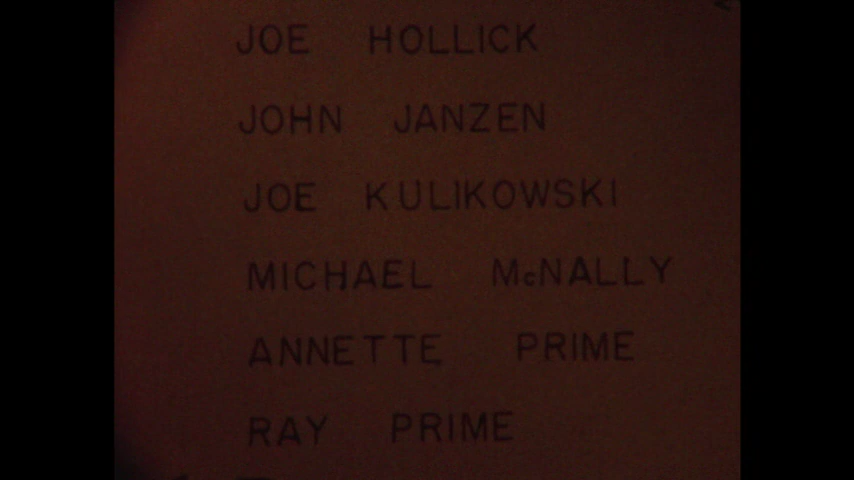 JOE HOLLICK
JOHN JANZEN
JOE KULIKOWSKI
MICHAEL McNALLY
ANNETTE PRIME
RAY PRIME